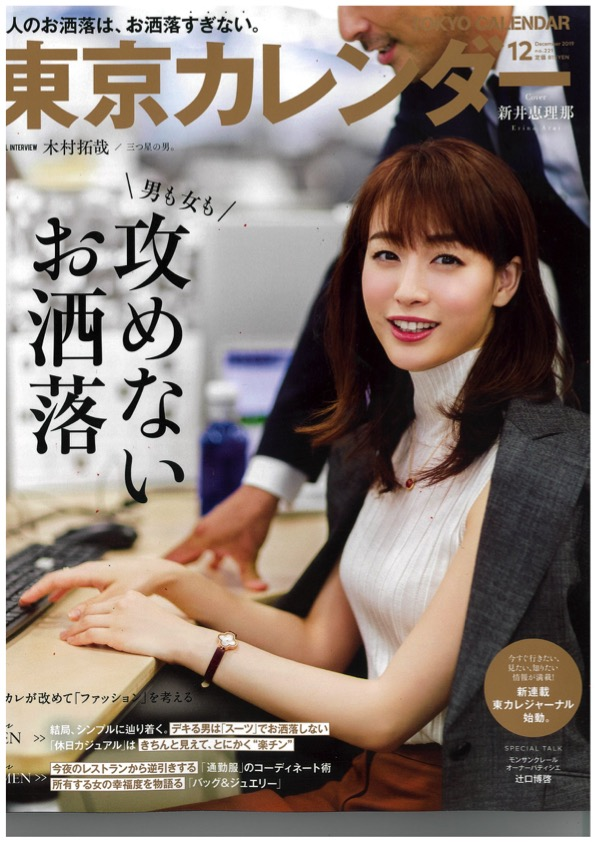 人のお洒落は、お洒落すぎない。
TOKYO CALENDAR
東京カレンダー
12
December 2019
no.221
Cover
新井恵理那
Erina Arai
INTERVIEW 木村拓哉／三つ星の男。
男も女も
攻めない
お洒落
カレが改めて「ファッション」を考える
EN >> 結局、シンプルに辿り着く。デキる男は「スーツ」でお洒落しない
「休日カジュアル」は きちんと見えて、とにかく“楽チン”
MEN >> 今夜のレストランから逆引きする「通勤服」のコーディネート術
所有する女の幸福度を物語る「バッグ&ジュエリー」
今すぐ行きたい。
見たい、知りたい
情報が満載!
新連載
東カレジャーナル
始動。
SPECIAL TALK
モンサンクレール
オーナーパティシエ
辻口博啓